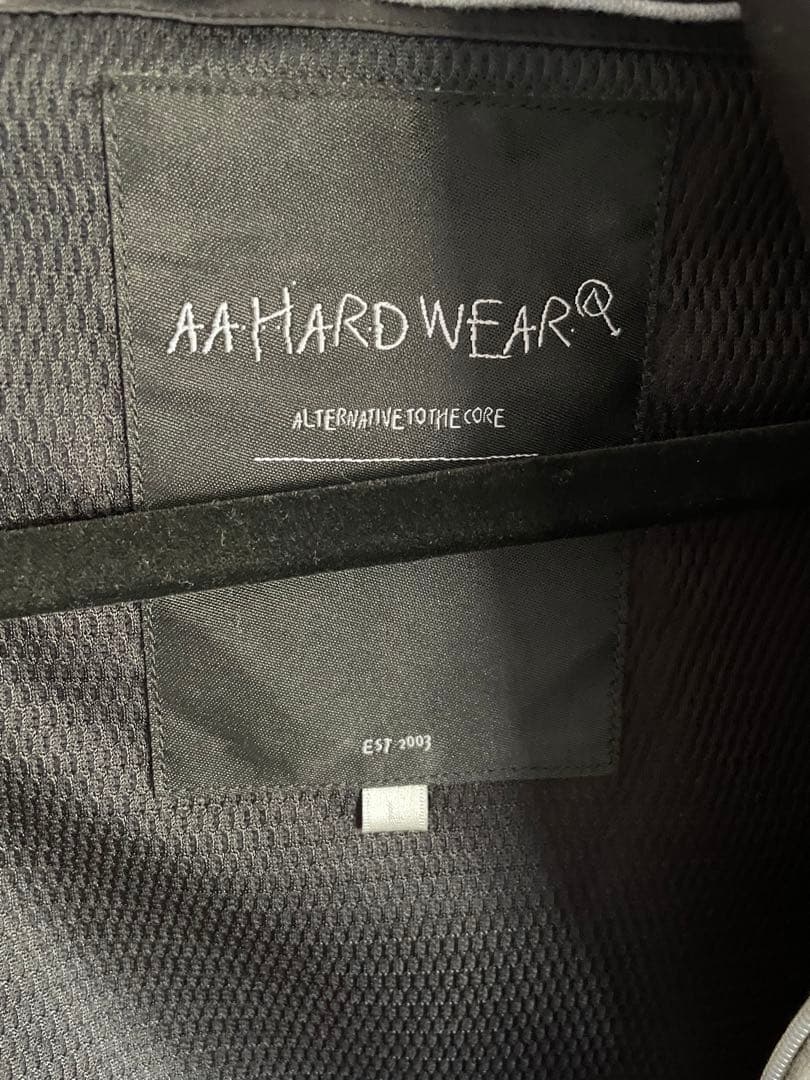 AA HARD WEAR
ALTERNATIVE TO THE CORE
EST 2003